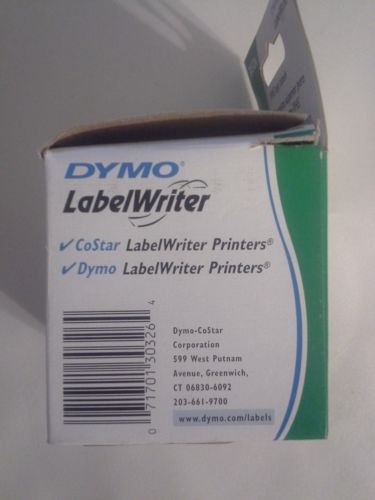 DYMO®
LabelWriter
✓ CoStar LabelWriter Printers®
✓ Dymo LabelWriter Printers®
0 71701 30326 4
Dymo-CoStar
Corporation
599 West Putnam
Avenue, Greenwich,
CT 06830-6092
203-661-9700
www.dymo.com/labels